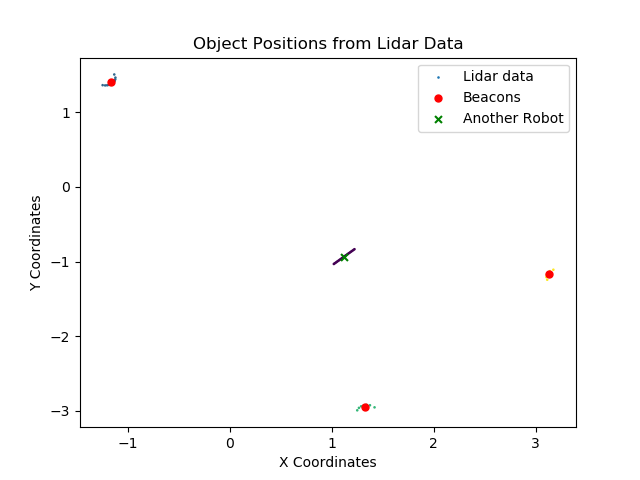 Object Positions from Lidar Data
Lidar data
Beacons
Another Robot
1
0
−1
−2
−3
Y Coordinates
−1
0
1
2
3
X Coordinates